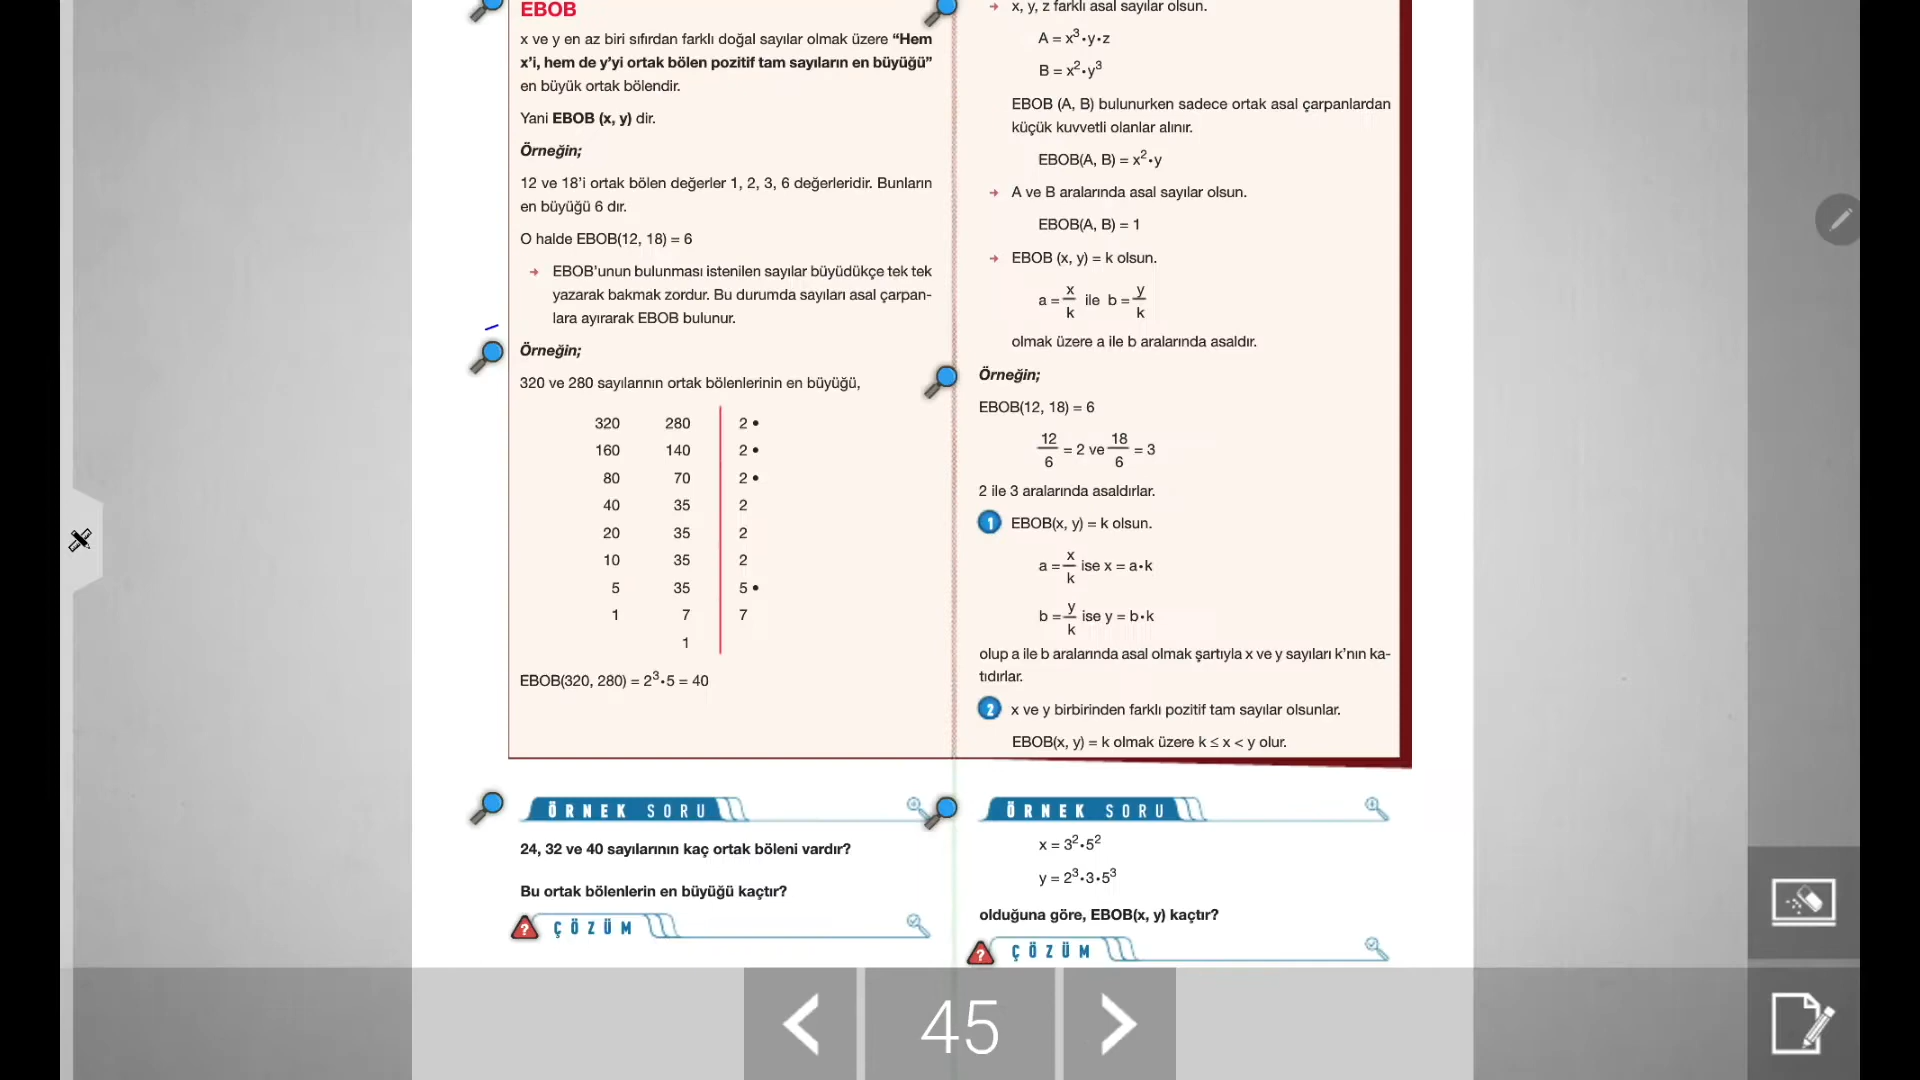 EBOB
x ve y en az biri sıfırdan farklı doğal sayılar olmak üzere “Hem
x’i, hem de y’yi ortak bölen pozitif tam sayıların en büyüğü”
en büyük ortak bölendir.
Yani EBOB (x, y) dir.
Örneğin;
12 ve 18’i ortak bölen değerler 1, 2, 3, 6 değerleridir. Bunların
en büyüğü 6 dır.
O halde EBOB(12, 18) = 6
→ EBOB’unun bulunması istenilen sayılar büyüdükçe tek tek
yazarak bakmak zordur. Bu durumda sayıları asal çarpan-
lara ayırarak EBOB bulunur.
Örneğin;
320 ve 280 sayılarının ortak bölenlerinin en büyüğü,
320 280 2 •
160 140 2 •
80 70 2 •
40 35 2
20 35 2
10 35 2
5 35 5 •
1 7 7
1
EBOB(320, 280) = 2³·5 = 40
→ x, y, z farklı asal sayılar olsun.
A = x³·y·z
B = x²·y³
EBOB (A, B) bulunurken sadece ortak asal çarpanlardan
küçük kuvvetli olanlar alınır.
EBOB(A, B) = x²·y
→ A ve B aralarında asal sayılar olsun.
EBOB(A, B) = 1
→ EBOB (x, y) = k olsun.
a = x/k ile b = y/k
olmak üzere a ile b aralarında asaldır.
Örneğin;
EBOB(12, 18) = 6
12/6 = 2 ve 18/6 = 3
2 ile 3 aralarında asaldırlar.
1 EBOB(x, y) = k olsun.
a = x/k ise x = a·k
b = y/k ise y = b·k
olup a ile b aralarında asal olmak şartıyla x ve y sayıları k’nın ka-
tıdırlar.
2 x ve y birbirinden farklı pozitif tam sayılar olsunlar.
EBOB(x, y) = k olmak üzere k ≤ x < y olur.
ÖRNEK SORU
24, 32 ve 40 sayılarının kaç ortak böleni vardır?
Bu ortak bölenlerin en büyüğü kaçtır?
? ÇÖZÜM
ÖRNEK SORU
x = 3²·5²
y = 2³·3·5³
olduğuna göre, EBOB(x, y) kaçtır?
? ÇÖZÜM
45